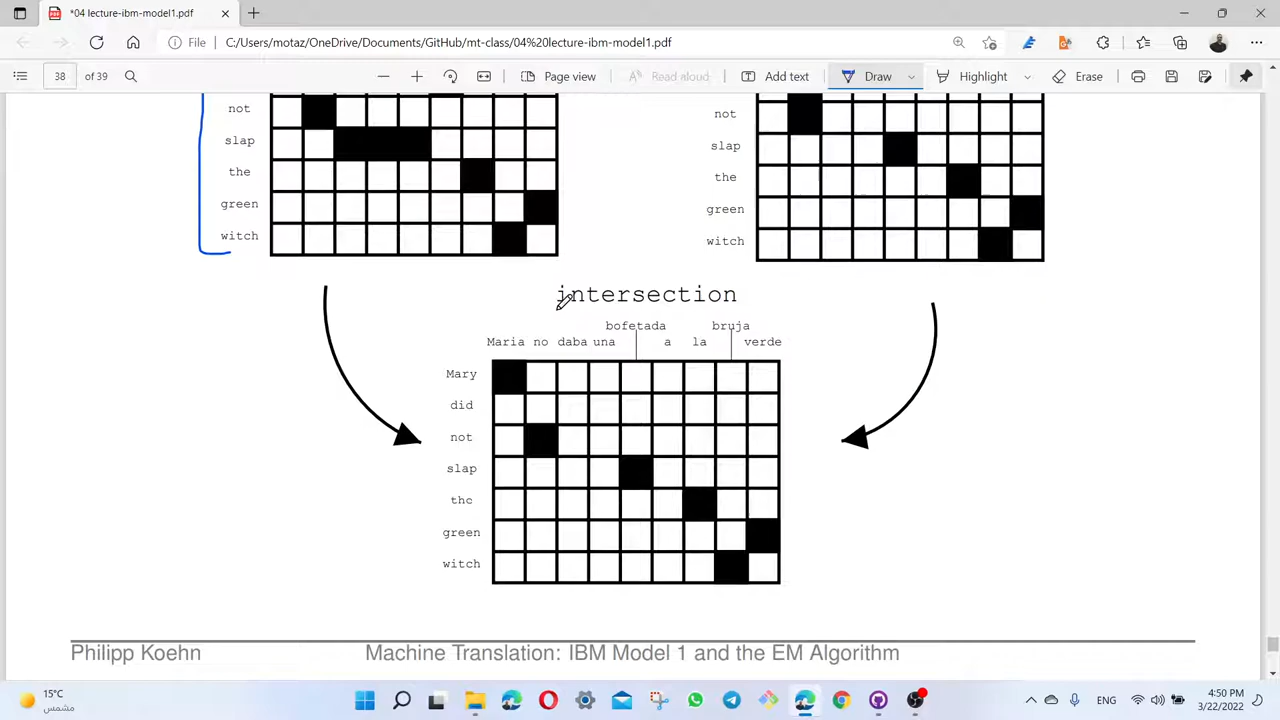 *04 lecture-ibm-model1.pdf
File C:/Users/motaz/OneDrive/Documents/GitHub/mt-class/04%20lecture-ibm-model1.pdf
38 of 39 Page view Read aloud Add text Draw Highlight Erase
not
slap
the
green
witch
not
slap
the
green
witch
intersection
bofetada bruja
Maria no daba una a la verde
Mary
did
not
slap
the
green
witch
Philipp Koehn Machine Translation: IBM Model 1 and the EM Algorithm
15°C
مشمس
ENG
4:50 PM
3/22/2022